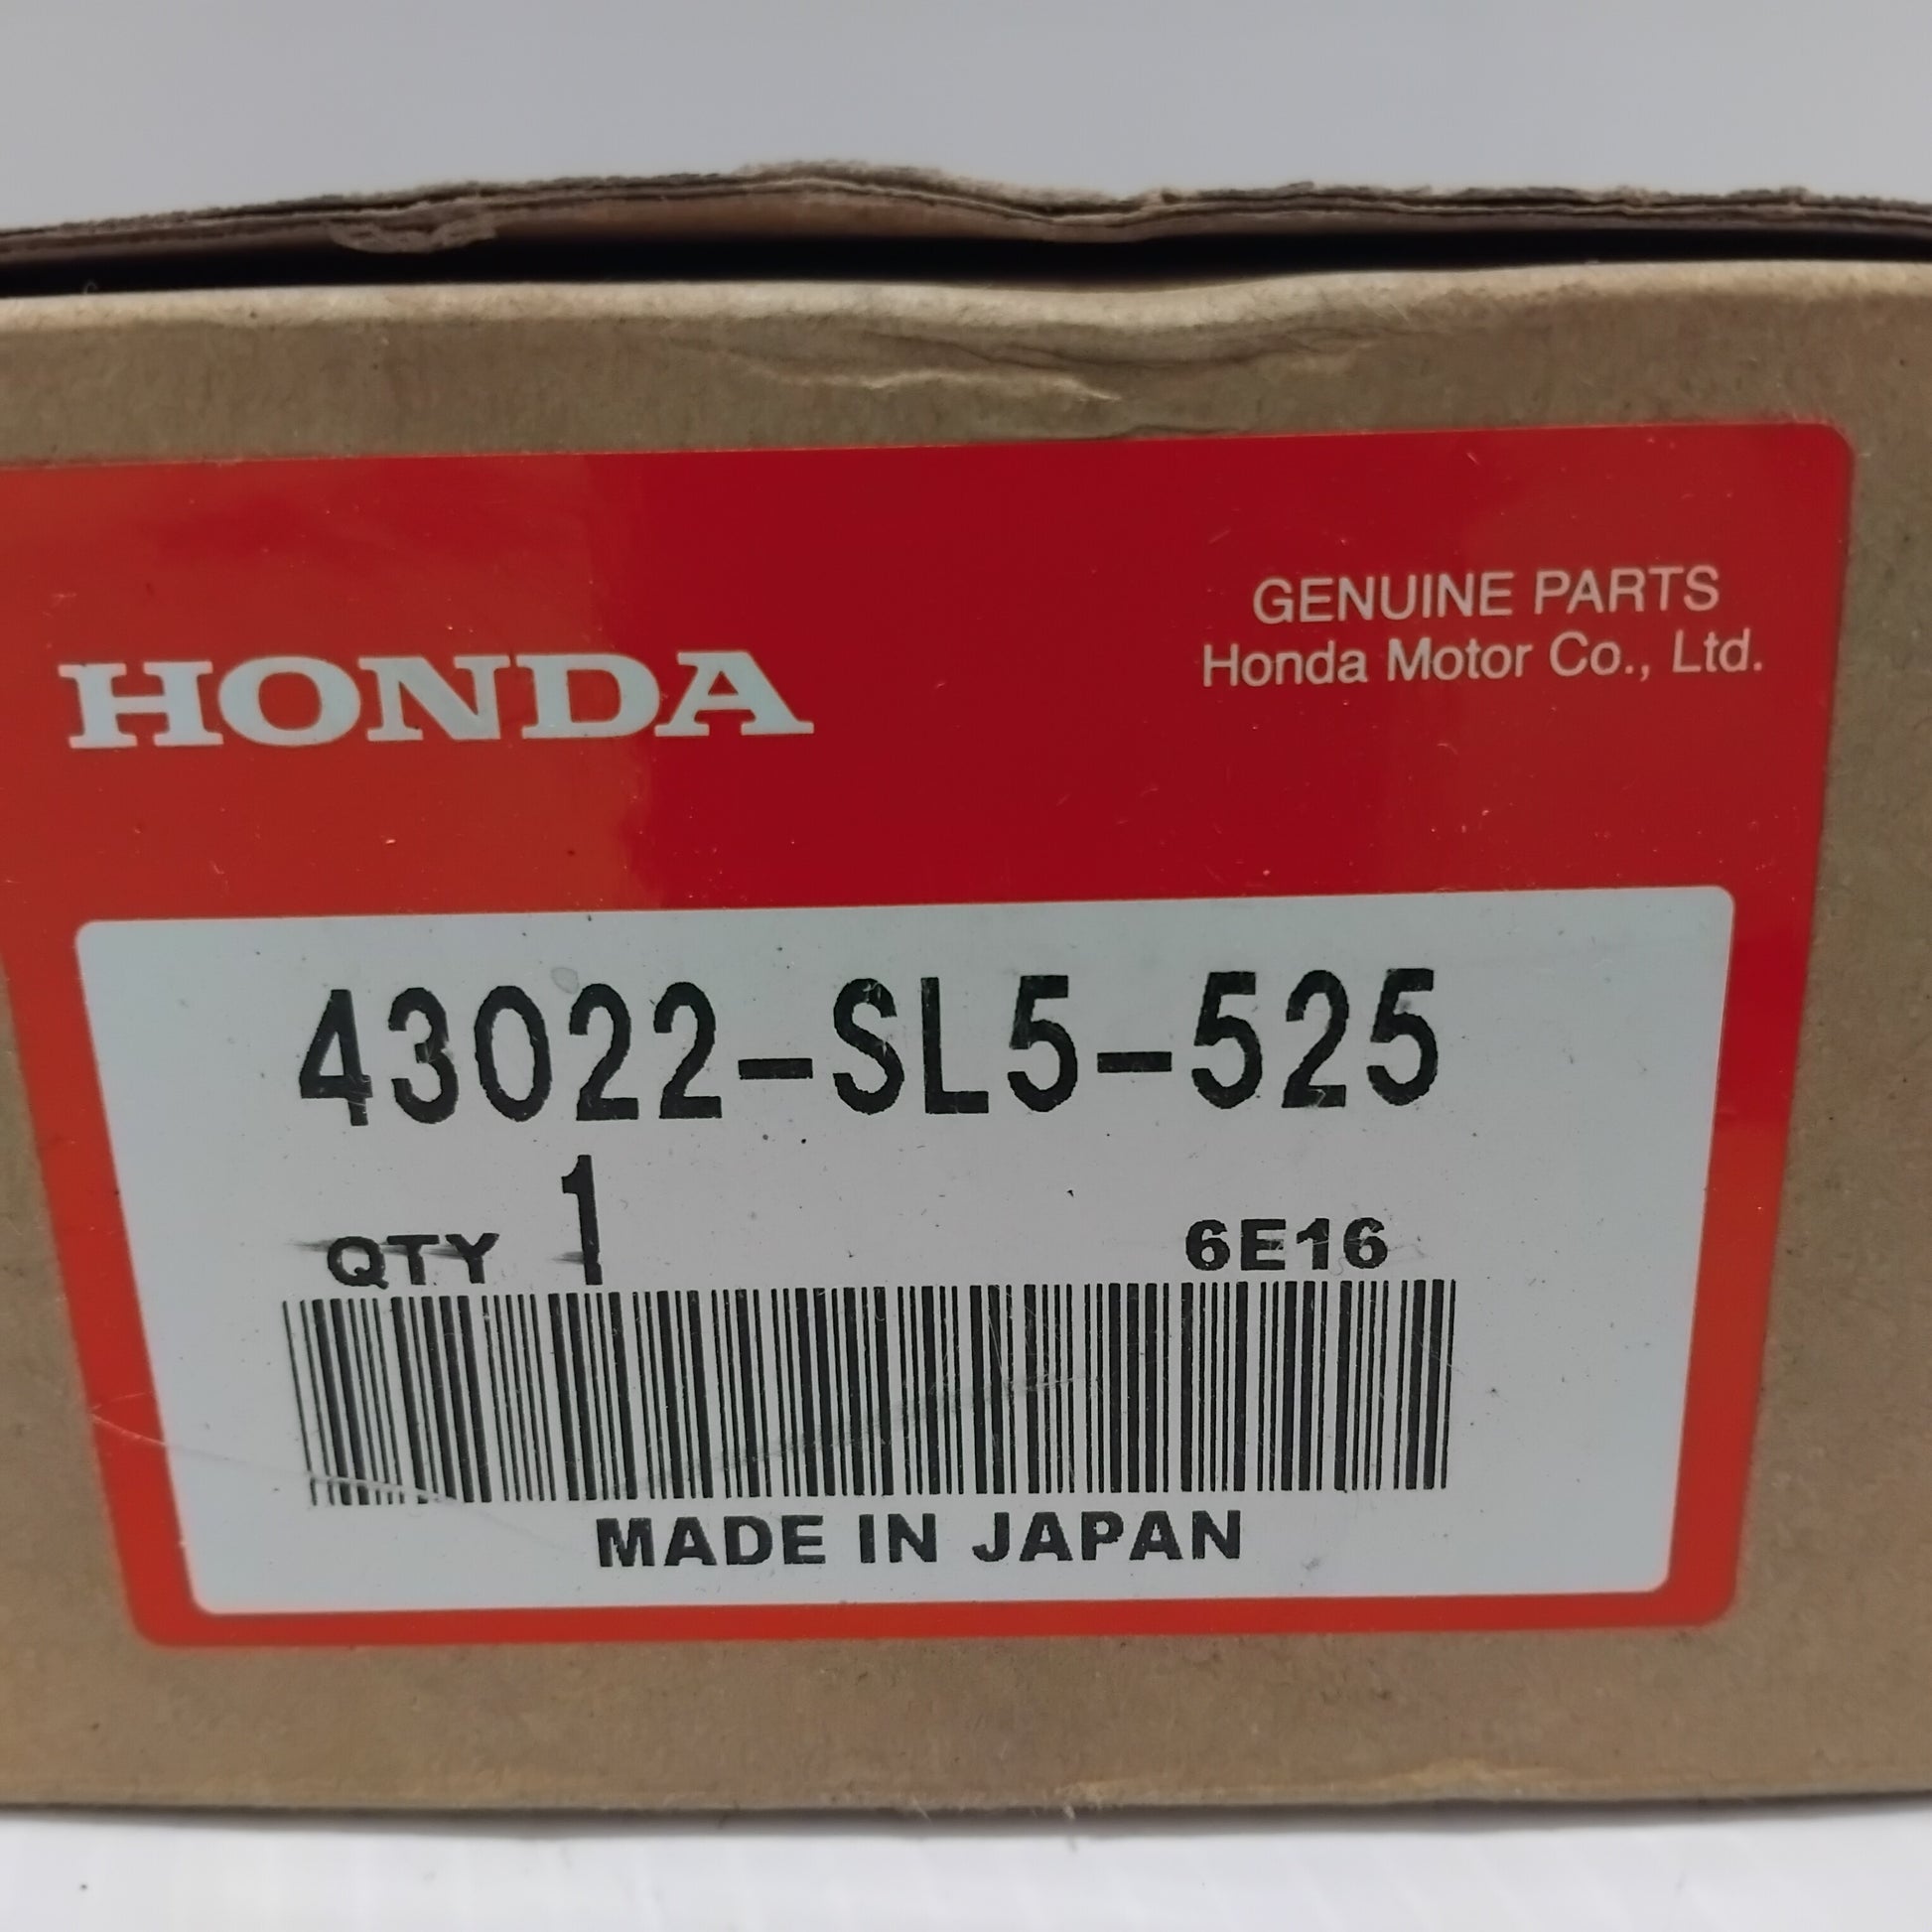 HONDA
GENUINE PARTS
Honda Motor Co., Ltd.
43022-SL5-525
QTY 1
6E16
MADE IN JAPAN